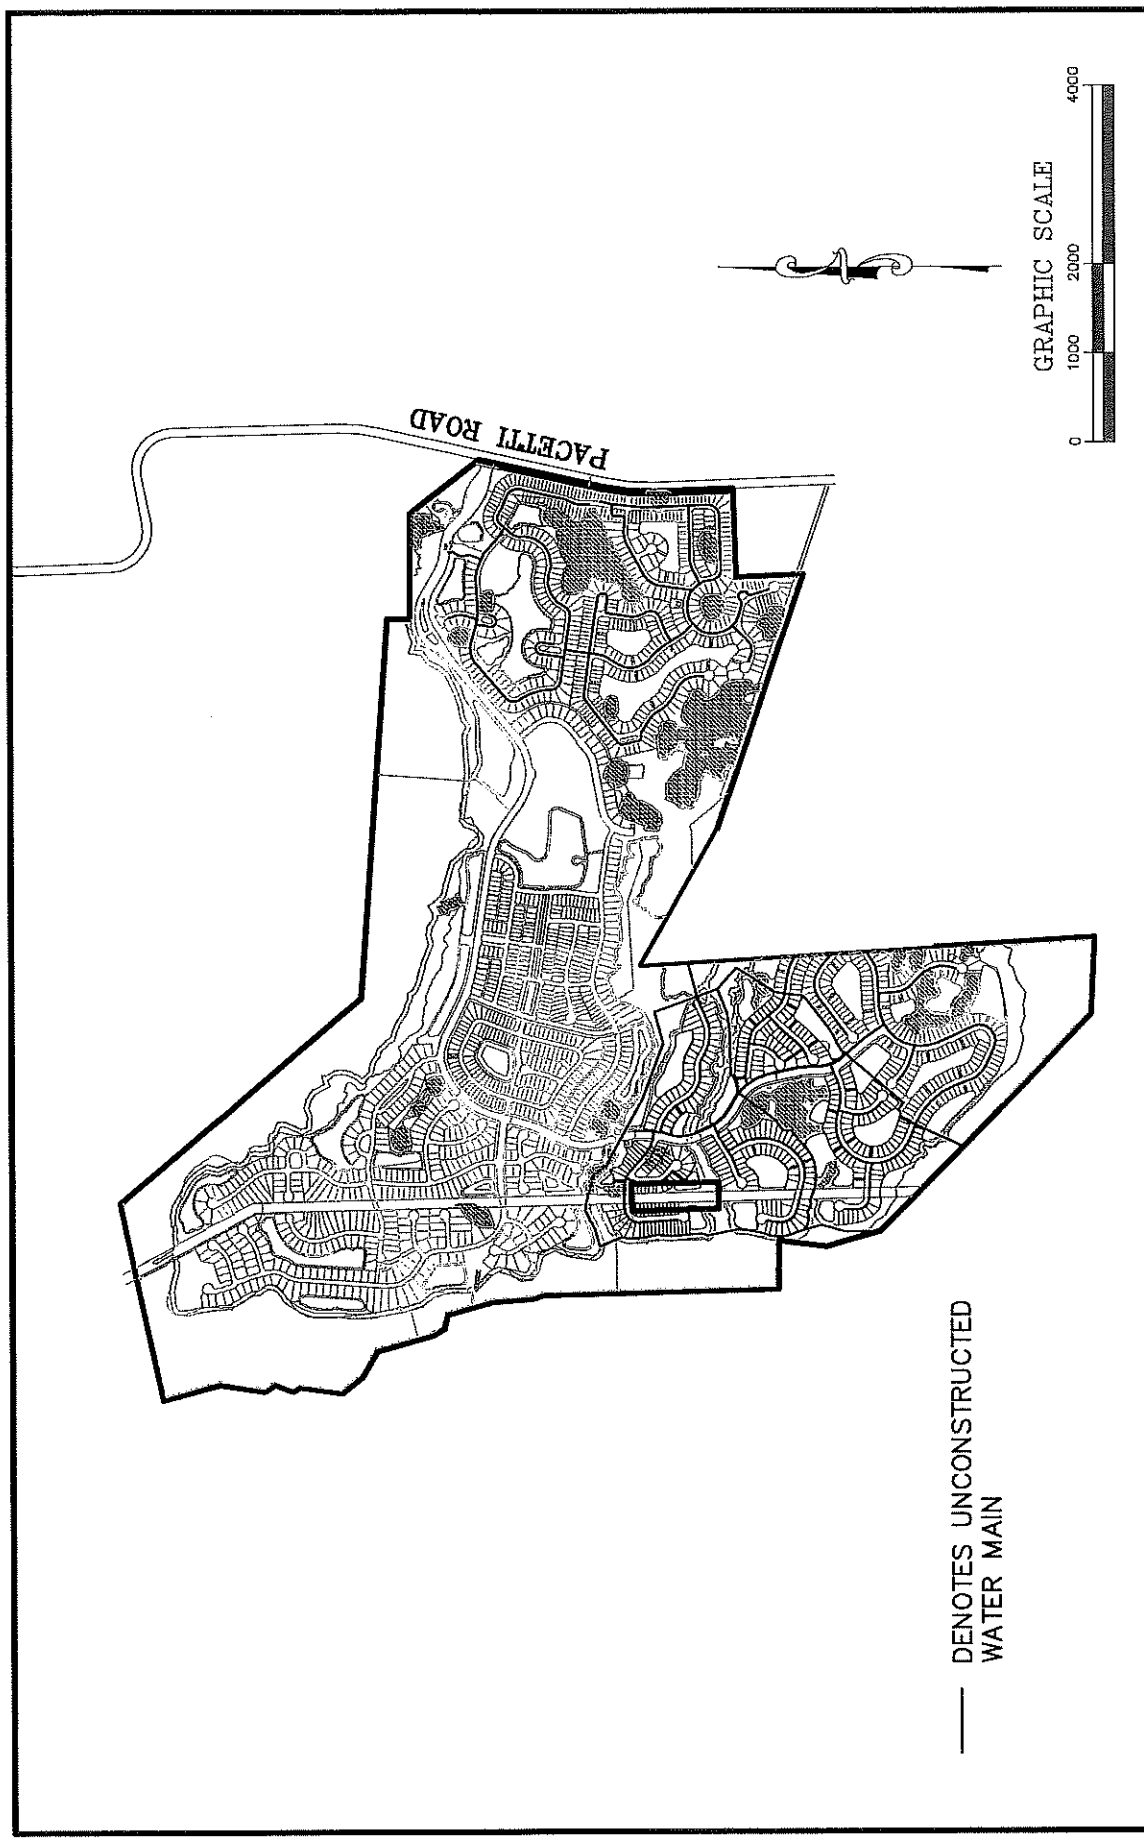 PACETTI ROAD
N
GRAPHIC SCALE
0 1000 2000 4000
DENOTES UNCONSTRUCTED
WATER MAIN